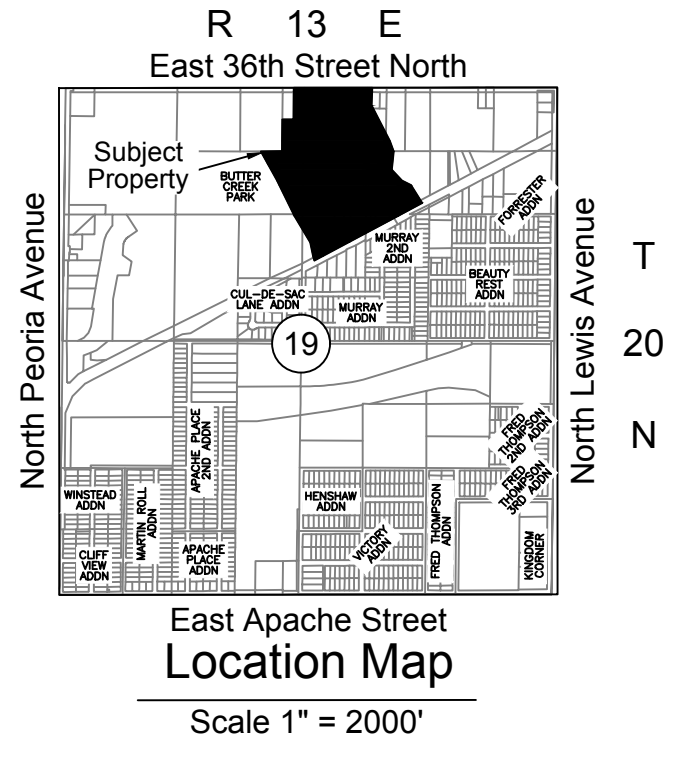 R 13 E
East 36th Street North
Subject
Property
BUTTER
CREEK
PARK
FORRESTER
ADDN
MURRAY
2ND
ADDN
BEAUTY
REST
ADDN
CUL-DE-SAC
LANE ADDN
MURRAY
ADDN
19
North Peoria Avenue
North Lewis Avenue
T
20
N
APACHE PLACE
2ND ADDN
FRED
THOMPSON
2ND ADDN
FRED
THOMPSON
3RD ADDN
WINSTEAD
ADDN
MARTIN ROLL
ADDN
HENSHAW
ADDN
VICTORY
ADDN
FRED THOMPSON
ADDN
KINGDOM
CORNER
CLIFF
VIEW
ADDN
APACHE
PLACE
ADDN
East Apache Street
Location Map
Scale 1" = 2000'